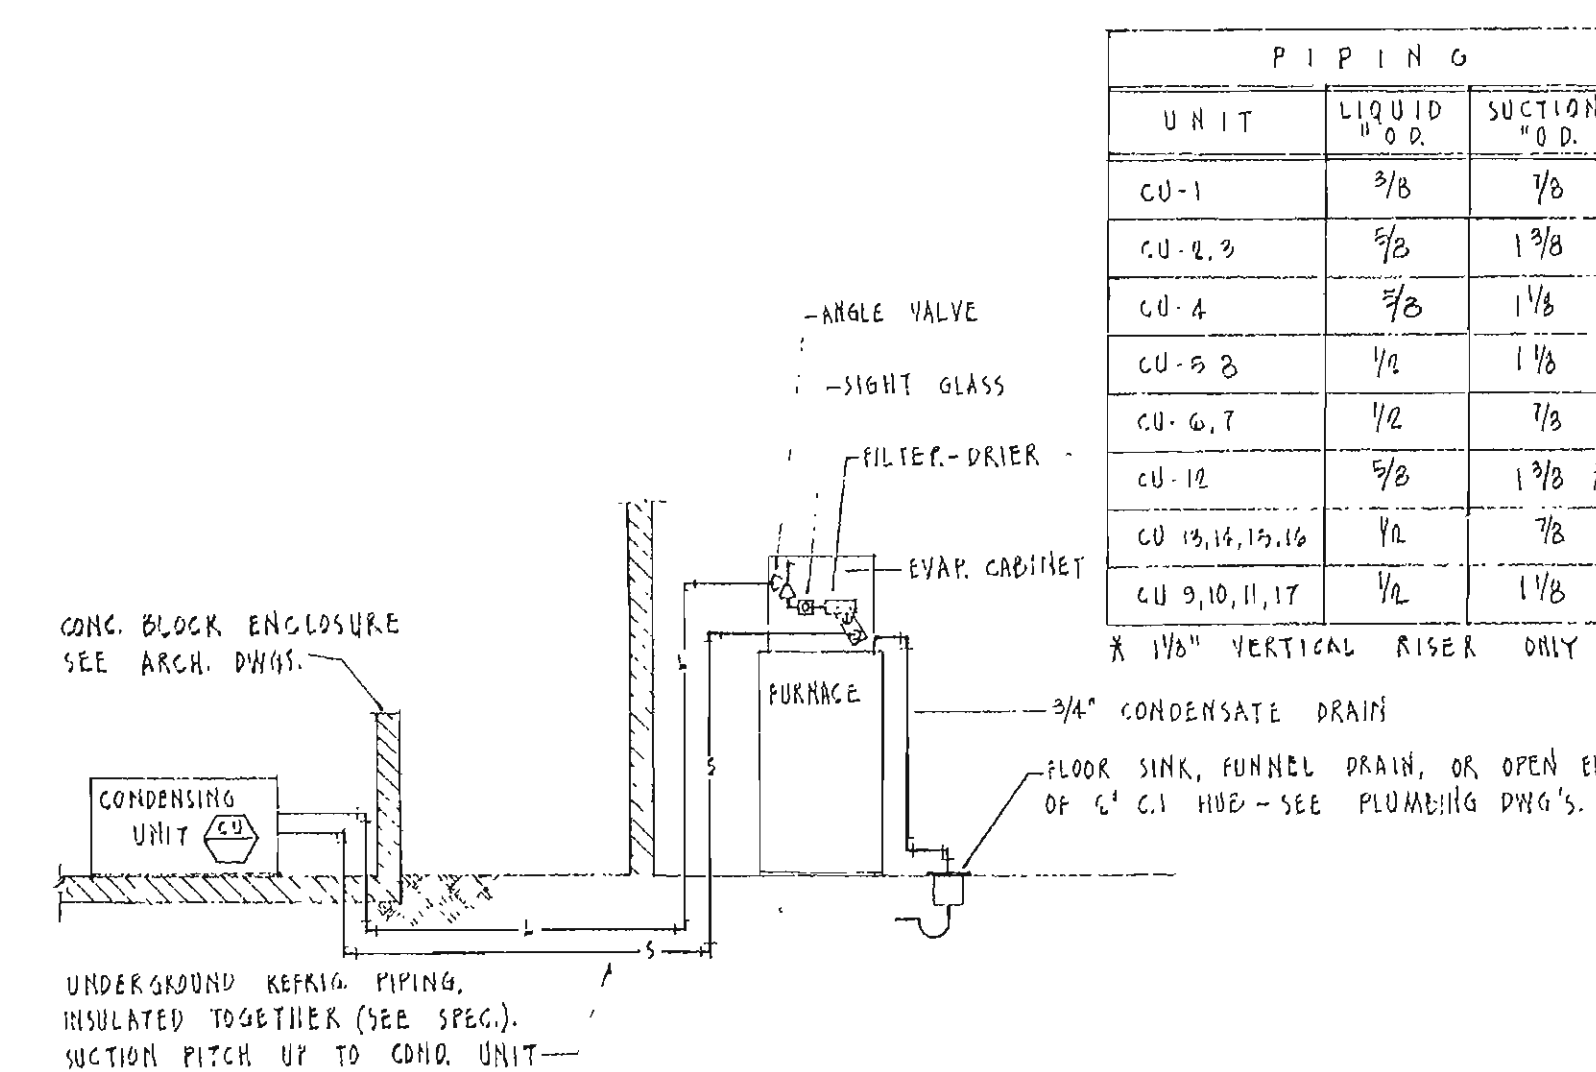 PIPING
UNIT LIQUID "O D. SUCTION "O D.
CU-1 3/8 7/8
CU-2,3 5/8 1 3/8
CU-4 5/8 1 1/8
CU-5 8 1/2 1 1/8
CU-6,7 1/2 7/8
CU-12 5/8 1 3/8
CU 13,14,15,16 1/2 7/8
CU 9,10,11,17 1/2 1 1/8
* 1 1/8" VERTICAL RISER ONLY
ANGLE VALVE
SIGHT GLASS
FILTER-DRIER
EVAP. CABINET
CONC. BLOCK ENCLOSURE
SEE ARCH. DWGS.
FURNACE
L
S
3/4" CONDENSATE DRAIN
FLOOR SINK, FUNNEL DRAIN, OR OPEN
OF C.I SEE PLUMBING DWG'S.
CONDENSING
UNIT CU
L
S
UNDERGROUND REFRIG. PIPING,
INSULATED TOGETHER (SEE SPEC.).
SUCTION PITCH UP TO COND. UNIT